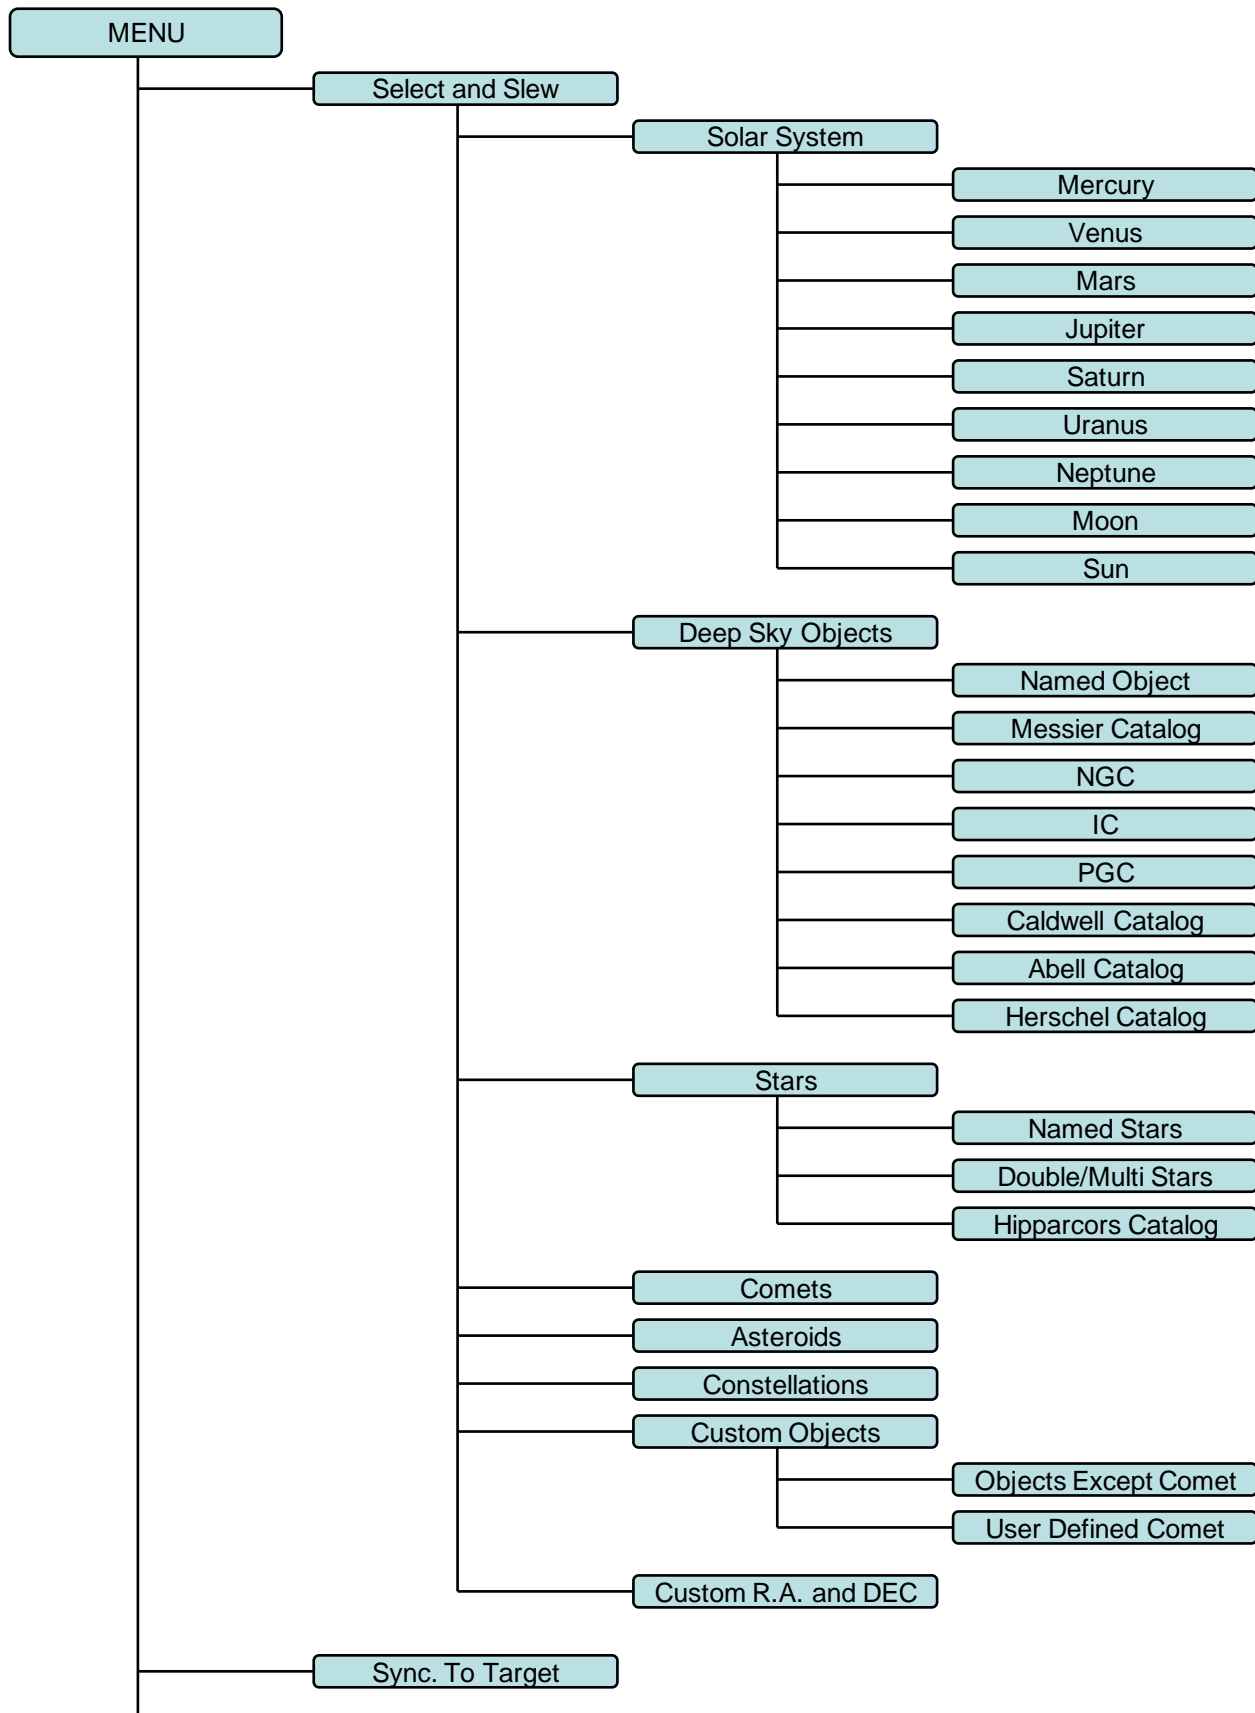 MENU
Select and Slew
Solar System
Mercury
Venus
Mars
Jupiter
Saturn
Uranus
Neptune
Moon
Sun
Deep Sky Objects
Named Object
Messier Catalog
NGC
IC
PGC
Caldwell Catalog
Abell Catalog
Herschel Catalog
Stars
Named Stars
Double/Multi Stars
Hipparcors Catalog
Comets
Asteroids
Constellations
Custom Objects
Objects Except Comet
User Defined Comet
Custom R.A. and DEC
Sync. To Target